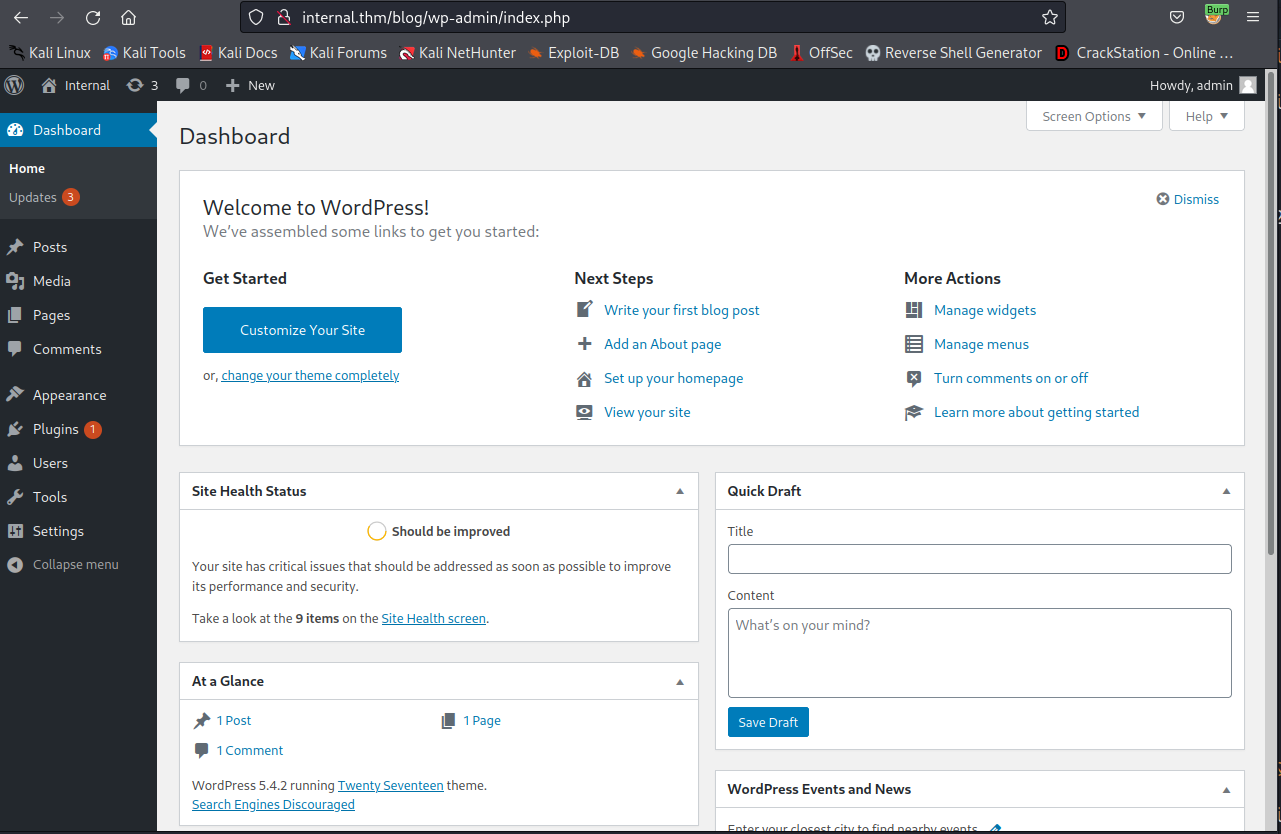 internal.thm/blog/wp-admin/index.php
Burp
Kali Linux Kali Tools Kali Docs Kali Forums Kali NetHunter Exploit-DB Google Hacking DB OffSec Reverse Shell Generator CrackStation - Online …
Internal 3 0 New Howdy, admin
Dashboard
Home
Updates 3
Posts
Media
Pages
Comments
Appearance
Plugins 1
Users
Tools
Settings
Collapse menu
Screen Options Help
Dashboard
Welcome to WordPress!
Dismiss
We’ve assembled some links to get you started:
Get Started
Customize Your Site
or, change your theme completely
Next Steps
Write your first blog post
Add an About page
Set up your homepage
View your site
More Actions
Manage widgets
Manage menus
Turn comments on or off
Learn more about getting started
Site Health Status
Should be improved
Your site has critical issues that should be addressed as soon as possible to improve
its performance and security.
Take a look at the 9 items on the Site Health screen.
At a Glance
1 Post 1 Page
1 Comment
WordPress 5.4.2 running Twenty Seventeen theme.
Search Engines Discouraged
Quick Draft
Title
Content
What’s on your mind?
Save Draft
WordPress Events and News
Enter your closest city to find nearby events.